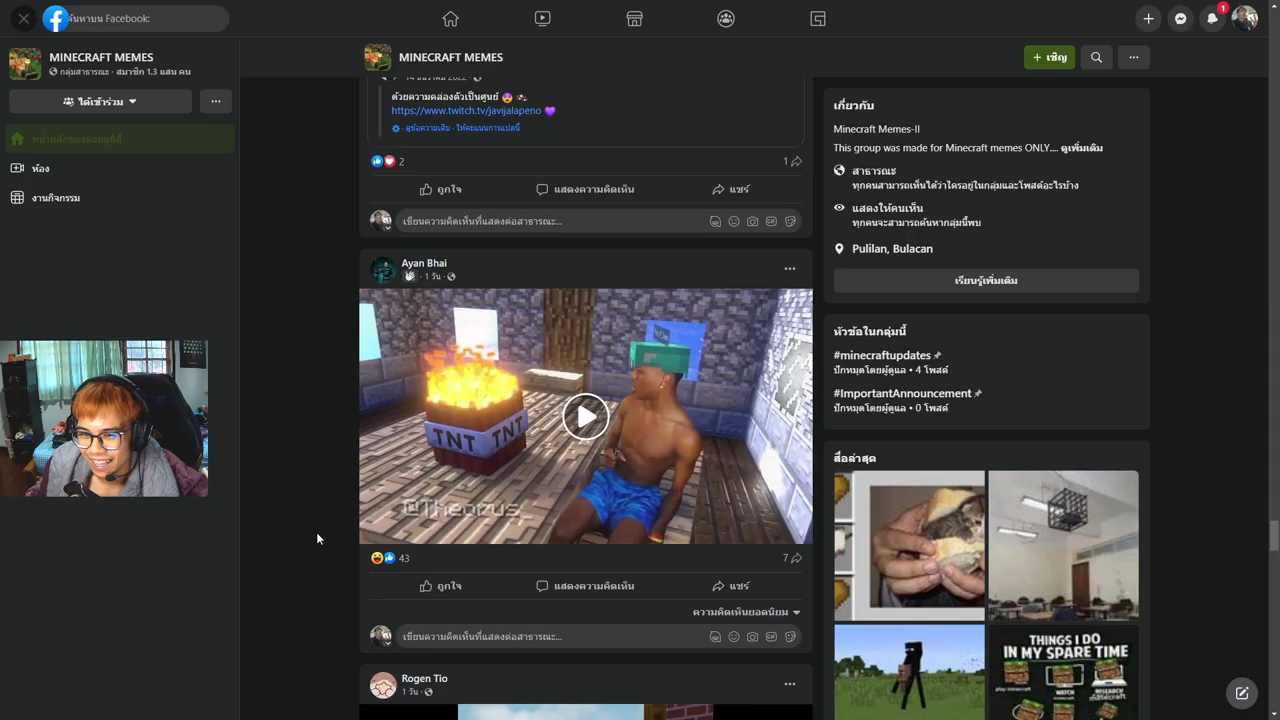 ค้นหาบน Facebook:
1
MINECRAFT MEMES
กลุ่มสาธารณะ · สมาชิก 1.3 แสน คน
ได้เข้าร่วม
หน้าหลักของคอมมูนิตี้
ห้อง
งานกิจกรรม
MINECRAFT MEMES
+ เชิญ
ด้วยความคล่องตัวเป็นศูนย์
https://www.twitch.tv/javijalapeno
· ดูข้อความเดิม · ให้คะแนนการแปลนี้
2
1
ถูกใจ
แสดงความคิดเห็น
แชร์
เขียนความคิดเห็นที่แสดงต่อสาธารณะ...
Ayan Bhai
· 1 วัน ·
TNT TNT
@Theorus_
43
7
ถูกใจ
แสดงความคิดเห็น
แชร์
ความคิดเห็นยอดนิยม
เขียนความคิดเห็นที่แสดงต่อสาธารณะ...
Rogen Tio
1 วัน ·
เกี่ยวกับ
Minecraft Memes-II
This group was made for Minecraft memes ONLY.... ดูเพิ่มเติม
สาธารณะ
ทุกคนสามารถเห็นได้ว่าใครอยู่ในกลุ่มและโพสต์อะไรบ้าง
แสดงให้คนเห็น
ทุกคนจะสามารถค้นหากลุ่มนี้พบ
Pulilan, Bulacan
เรียนรู้เพิ่มเติม
หัวข้อในกลุ่มนี้
#minecraftupdates
ปักหมุดโดยผู้ดูแล • 4 โพสต์
#ImportantAnnouncement
ปักหมุดโดยผู้ดูแล • 0 โพสต์
สื่อล่าสุด
THINGS I DO
IN MY SPARE TIME
play minecraft
WATCH
RESEARCH